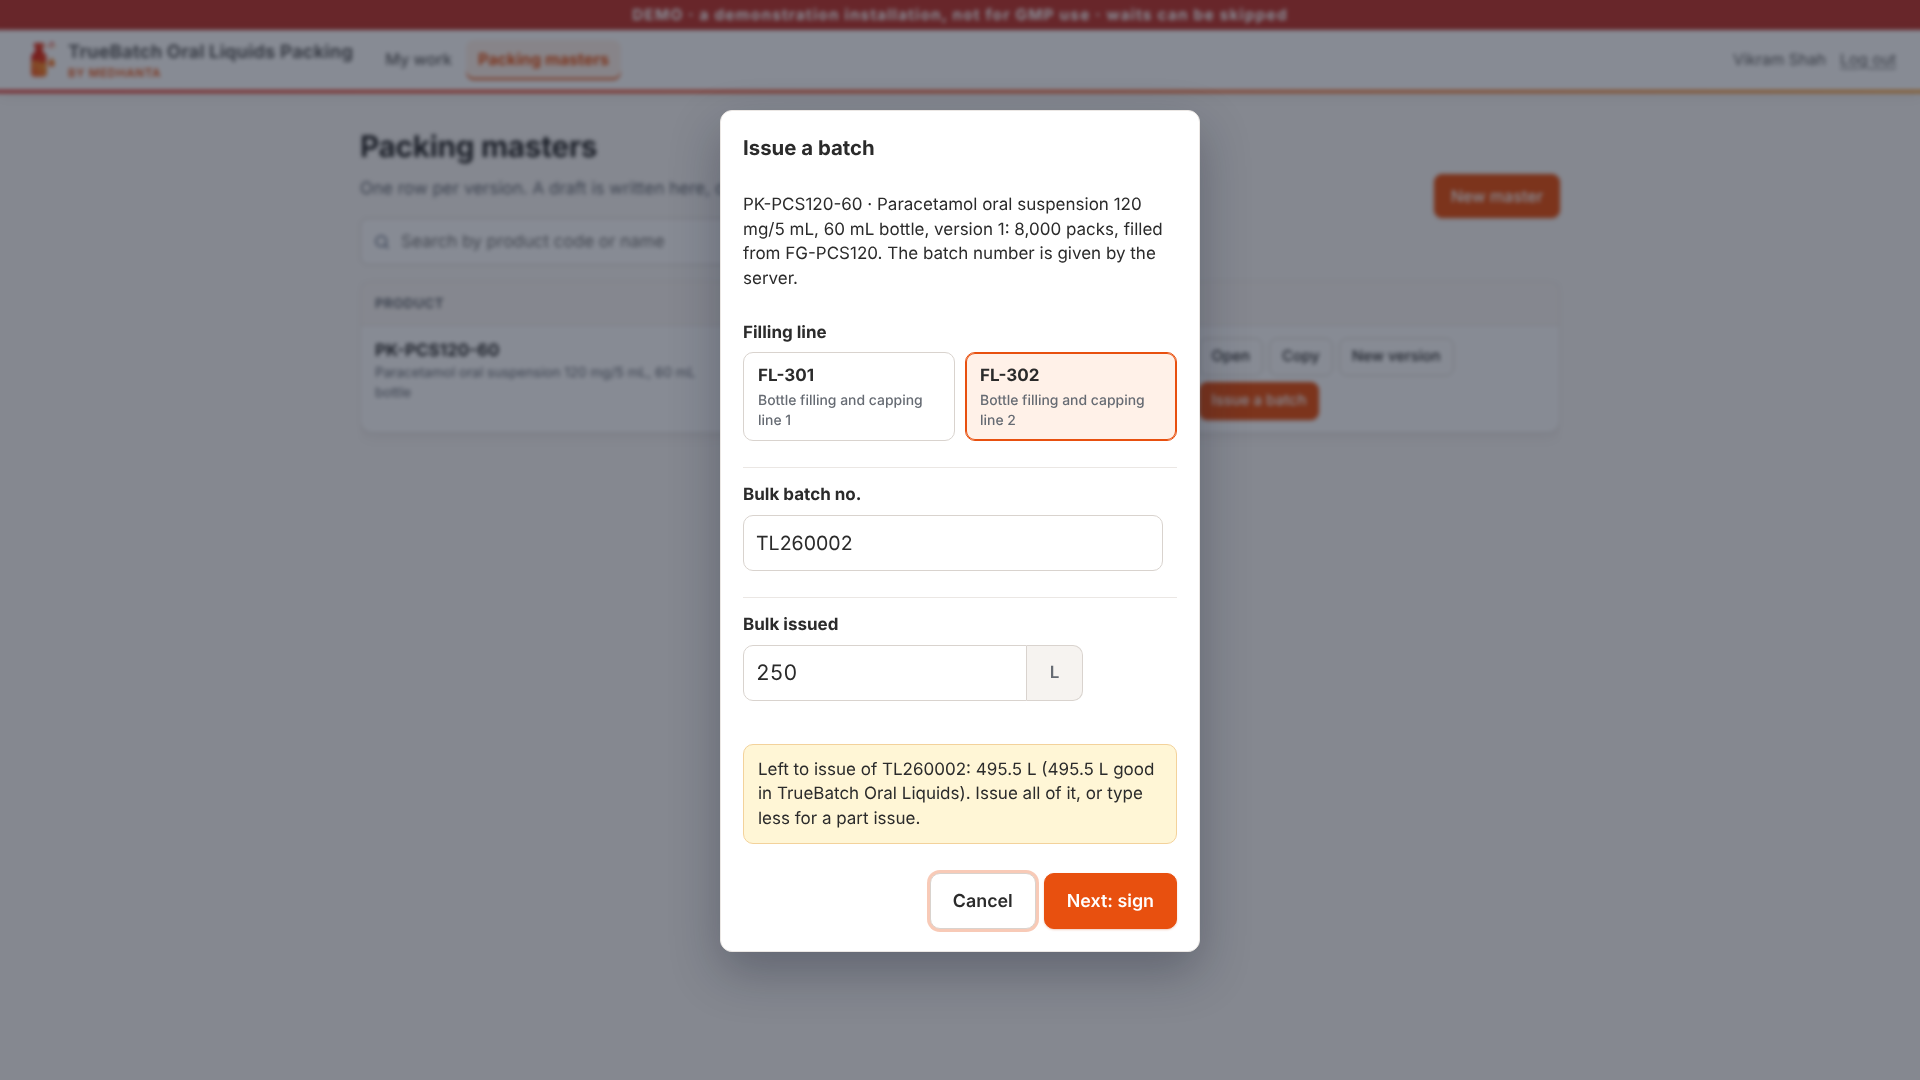 DEMO · a demonstration installation, not for GMP use · waits can be skipped
TrueBatch Oral Liquids Packing
BY MEDHANTA
My work
Packing masters
Vikram Shah
Log out
Packing masters
One row per version. A draft is written here,
New master
Search by product code or name
PRODUCT
PK-PCS120-60
Paracetamol oral suspension 120 mg/5 mL, 60 mL
bottle
Open
Copy
New version
Issue a batch
Issue a batch
PK-PCS120-60 · Paracetamol oral suspension 120
mg/5 mL, 60 mL bottle, version 1: 8,000 packs, filled
from FG-PCS120. The batch number is given by the
server.
Filling line
FL-301
Bottle filling and capping
line 1
FL-302
Bottle filling and capping
line 2
Bulk batch no.
TL260002
Bulk issued
250
L
Left to issue of TL260002: 495.5 L (495.5 L good
in TrueBatch Oral Liquids). Issue all of it, or type
less for a part issue.
Cancel
Next: sign